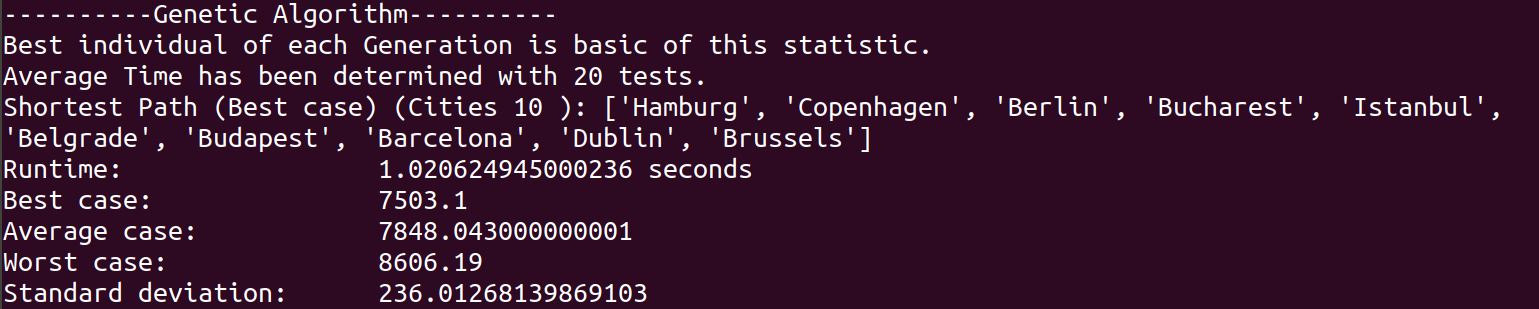 ----------Genetic Algorithm----------
Best individual of each Generation is basic of this statistic.
Average Time has been determined with 20 tests.
Shortest Path (Best case) (Cities 10 ): ['Hamburg', 'Copenhagen', 'Berlin', 'Bucharest', 'Istanbul',
'Belgrade', 'Budapest', 'Barcelona', 'Dublin', 'Brussels']
Runtime: 1.020624945000236 seconds
Best case: 7503.1
Average case: 7848.043000000001
Worst case: 8606.19
Standard deviation: 236.01268139869103